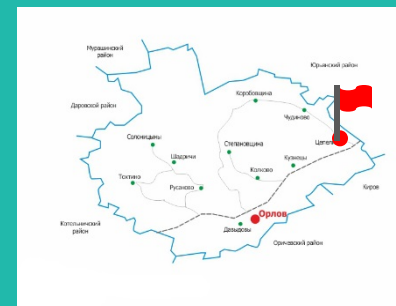 Мурашинский
район
Юрьянский район
Коробовщина
Даровской район
Чудиново
Цепели
Соловицыны
Степановщина
Шадричи
Кузнецы
Тохтино
Русаново
Колково
Киров
Орлов
Котельничский
район
Давыдовы
Оричевский район